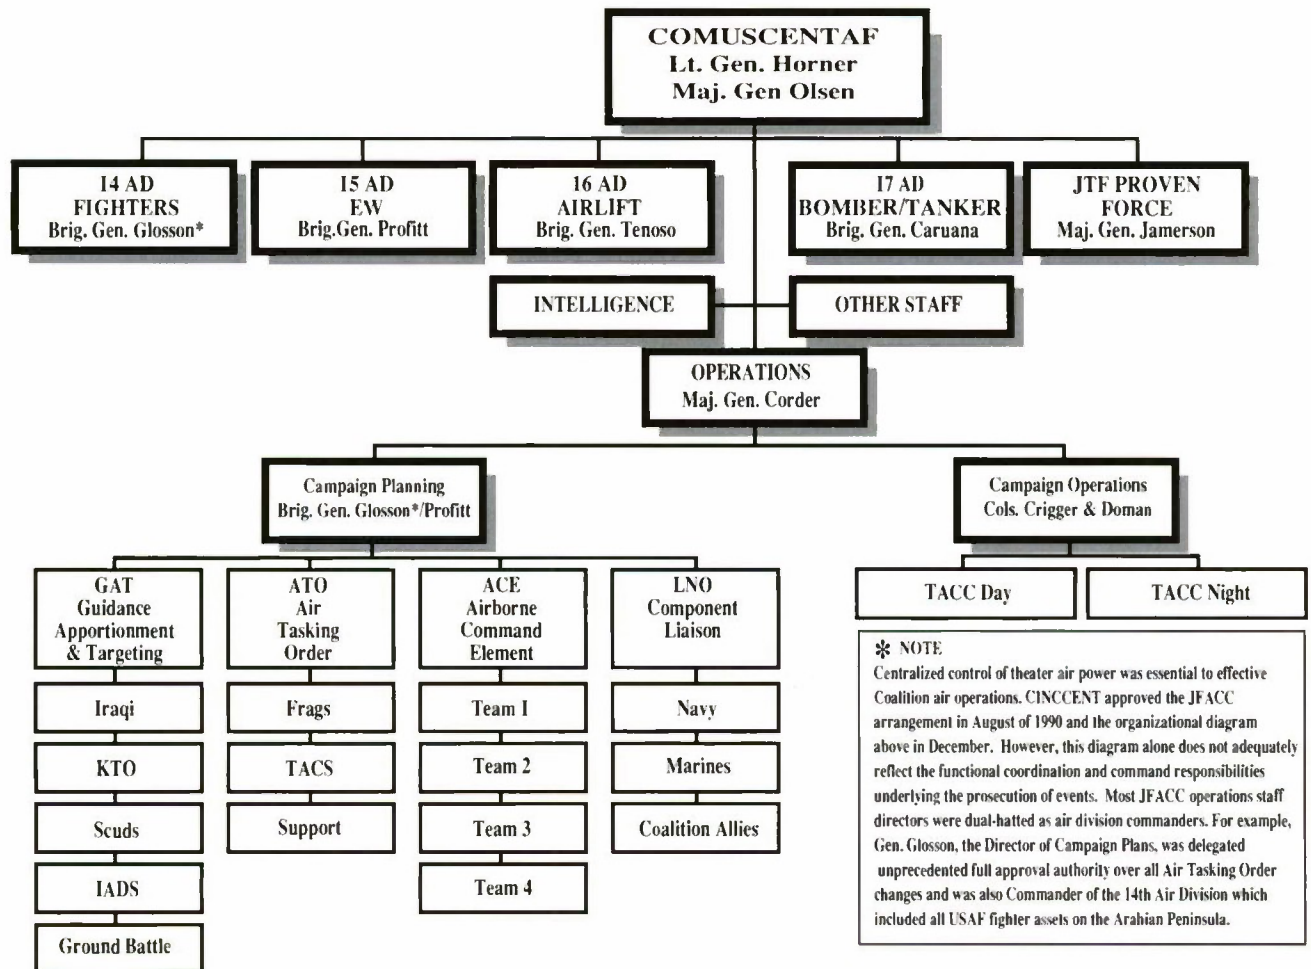 COMUSCENTAF
Lt. Gen. Horner
Maj. Gen Olsen
14 AD
FIGHTERS
Brig. Gen. Glosson*
15 AD
EW
Brig.Gen. Profitt
16 AD
AIRLIFT
Brig. Gen. Tenoso
17 AD
BOMBER/TANKER
Brig. Gen. Caruana
JTF PROVEN
FORCE
Maj. Gen. Jamerson
INTELLIGENCE
OTHER STAFF
OPERATIONS
Maj. Gen. Corder
Campaign Planning
Brig. Gen. Glosson*/Profitt
Campaign Operations
Cols. Crigger & Doman
GAT
Guidance
Apportionment
& Targeting
Iraqi
KTO
Scuds
IADS
Ground Battle
ATO
Air
Tasking
Order
Frags
TACS
Support
ACE
Airborne
Command
Element
Team 1
Team 2
Team 3
Team 4
LNO
Component
Liaison
Navy
Marines
Coalition Allies
TACC Day
TACC Night
* NOTE
Centralized control of theater air power was essential to effective
Coalition air operations. CINCCENT approved the JFACC
arrangement in August of 1990 and the organizational diagram
above in December. However, this diagram alone does not adequately
reflect the functional coordination and command responsibilities
underlying the prosecution of events. Most JFACC operations staff
directors were dual-hatted as air division commanders. For example,
Gen. Glosson, the Director of Campaign Plans, was delegated
unprecedented full approval authority over all Air Tasking Order
changes and was also Commander of the 14th Air Division which
included all USAF fighter assets on the Arabian Peninsula.